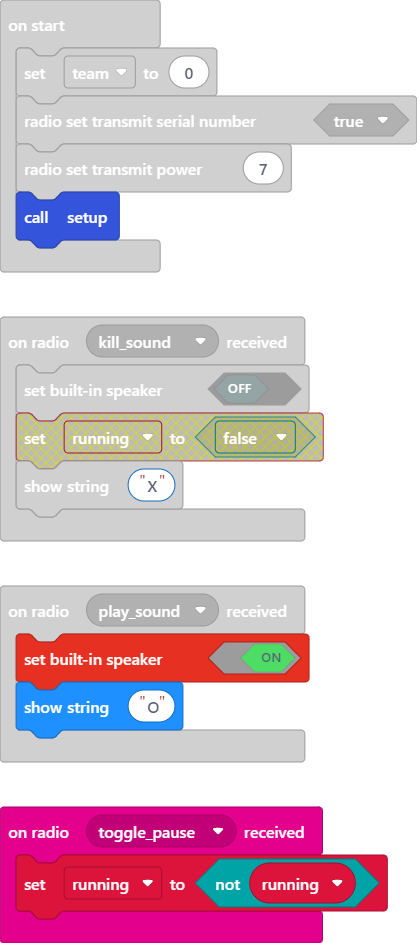 on start
set team to 0
radio set transmit serial number true
radio set transmit power 7
call setup
on radio kill_sound received
set built-in speaker OFF
set running to false
show string "X"
on radio play_sound received
set built-in speaker ON
show string "O"
on radio toggle_pause received
set running to not running